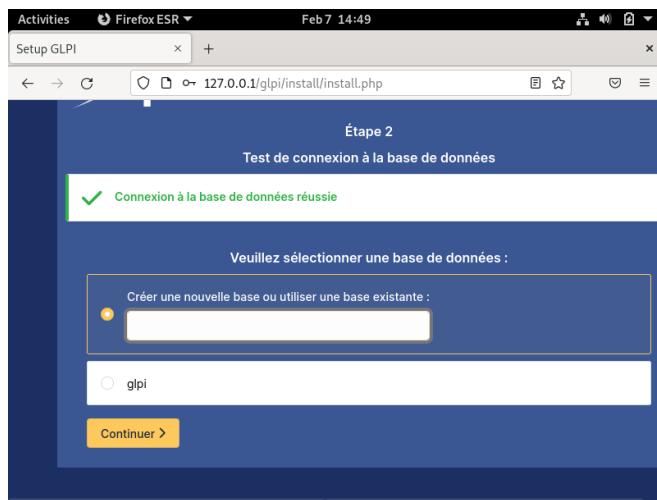 Activities Firefox ESR Feb 7 14:49
Setup GLPI
127.0.0.1/glpi/install/install.php
Étape 2
Test de connexion à la base de données
Connexion à la base de données réussie
Veuillez sélectionner une base de données :
Créer une nouvelle base ou utiliser une base existante :
glpi
Continuer